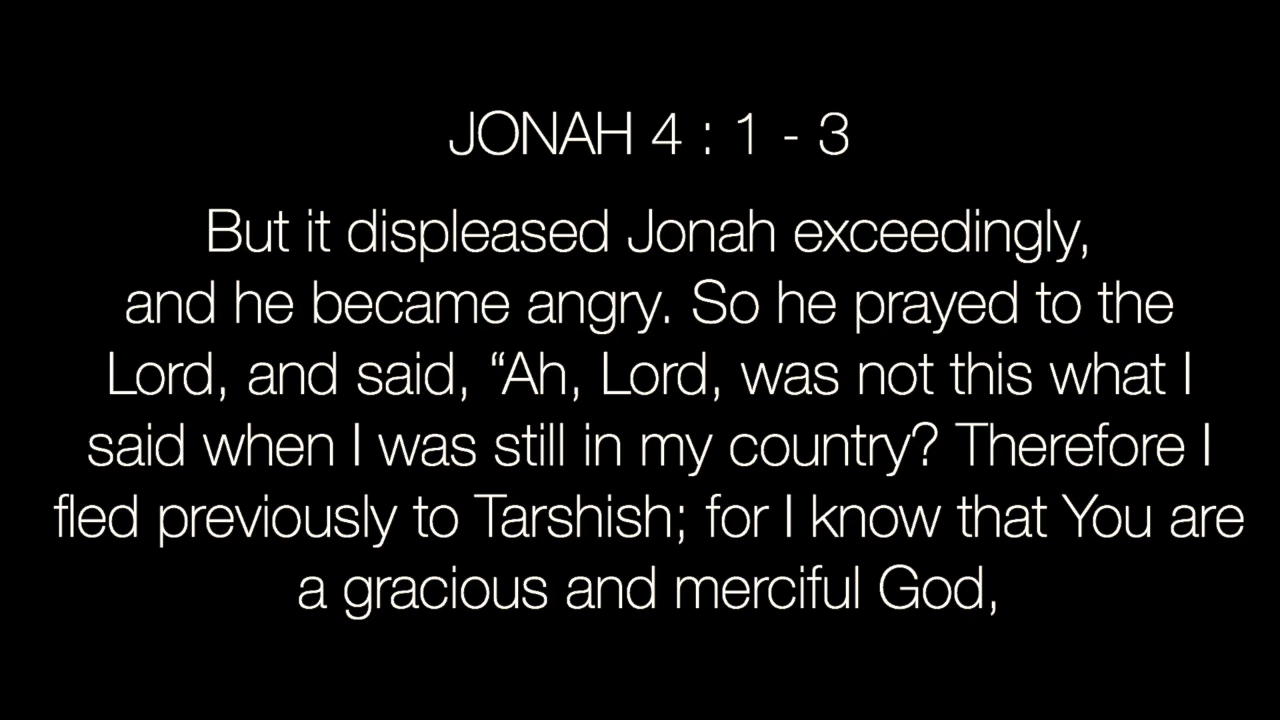 JONAH 4 : 1 - 3
But it displeased Jonah exceedingly,
and he became angry. So he prayed to the
Lord, and said, “Ah, Lord, was not this what I
said when I was still in my country? Therefore I
fled previously to Tarshish; for I know that You are
a gracious and merciful God,